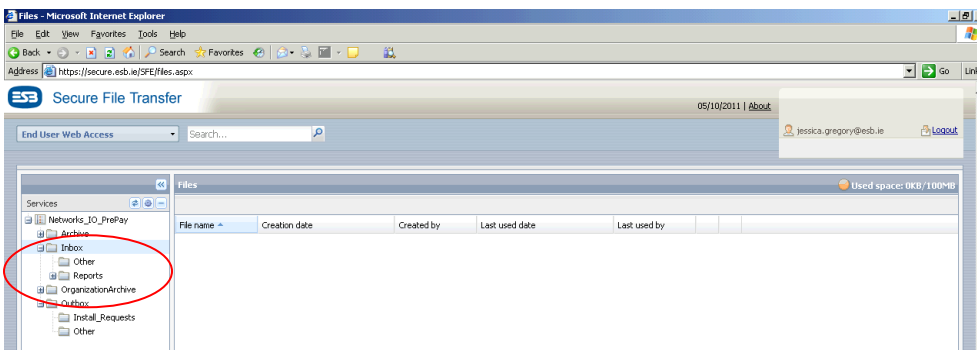 Files - Microsoft Internet Explorer
File Edit View Favorites Tools Help
Back Search Favorites
Address https://secure.esb.ie/SFE/files.aspx Go Lin
ESB Secure File Transfer
05/10/2011 | About
End User Web Access Search... jessica.gregory@esb.ie Logout
Files Used space: 0KB/100MB
Services
File name Creation date Created by Last used date Last used by
Networks_IO_PrePay
Archive
Inbox
Other
Reports
OrganizationArchive
Outbox
Install_Requests
Other